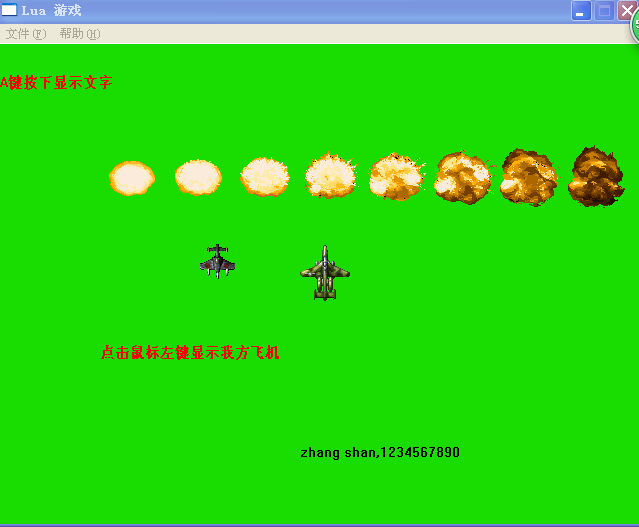 Lua 游戏
文件(F) 帮助(H)
A键按下显示文字
点击鼠标左键显示我方飞机
zhang shan,1234567890